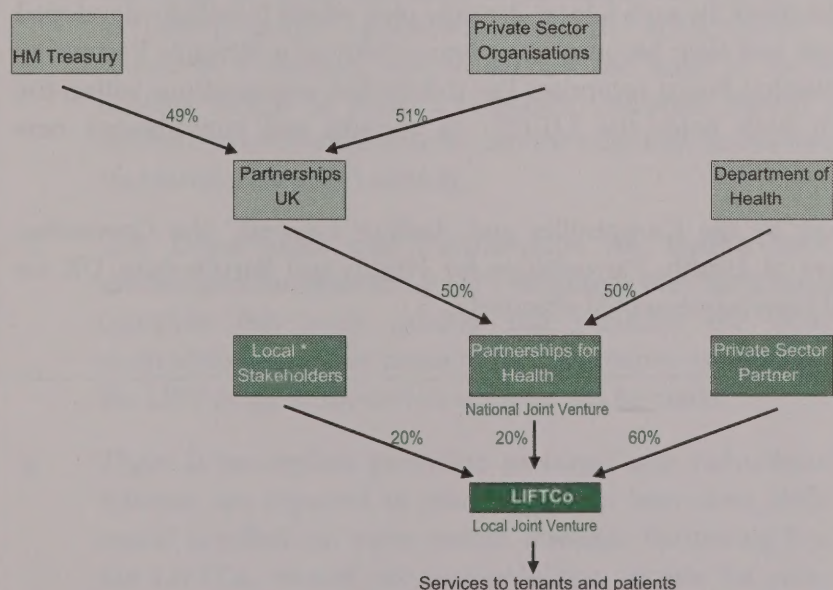 HM Treasury
Private Sector
Organisations
49%
51%
Partnerships
UK
Department of
Health
50%
50%
Local *
Stakeholders
Partnerships for
Health
Private Sector
Partner
National Joint Venture
20%
20%
60%
LIFTCo
Local Joint Venture
Services to tenants and patients